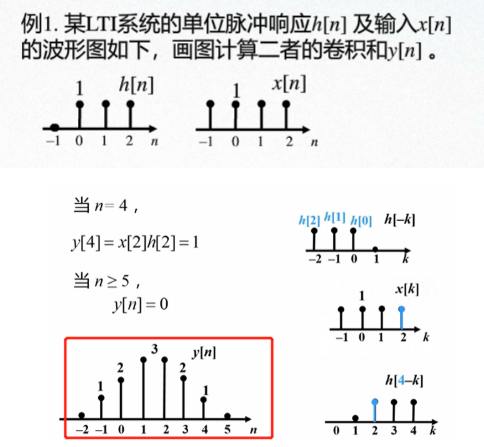 例1. 某LTI系统的单位脉冲响应h[n] 及输入x[n]
的波形图如下，画图计算二者的卷积和y[n] 。
1 h[n]
-1 0 1 2 n
1 x[n]
-1 0 1 2 n
当 n= 4 ，
y[4] = x[2]h[2] = 1
当 n ≥ 5 ，
y[n] = 0
h[2] h[1] h[0] h[-k]
-2 -1 0 1 k
1 x[k]
-1 0 1 2 k
h[4-k]
0 1 2 3 4 k
1 2 3 2 1 y[n]
-2 -1 0 1 2 3 4 5 n